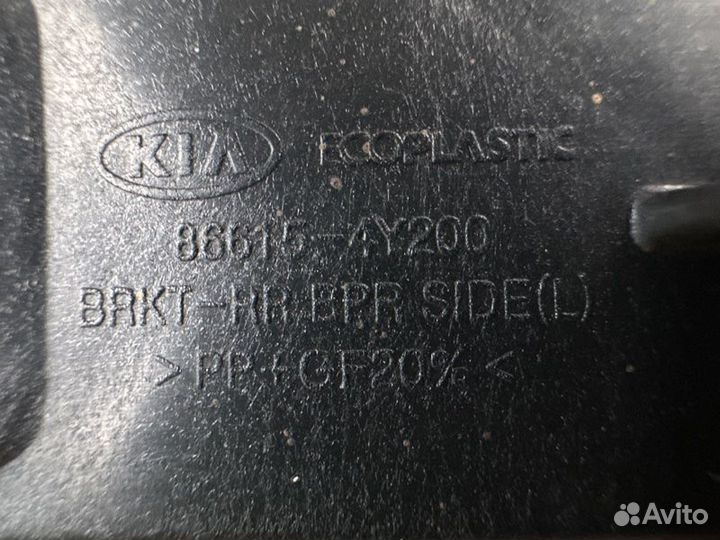 KIA ECOPLASTIC
86615-4Y200
BRKT-RR BPR SIDE(L)
>PP+GF20%<
Avito